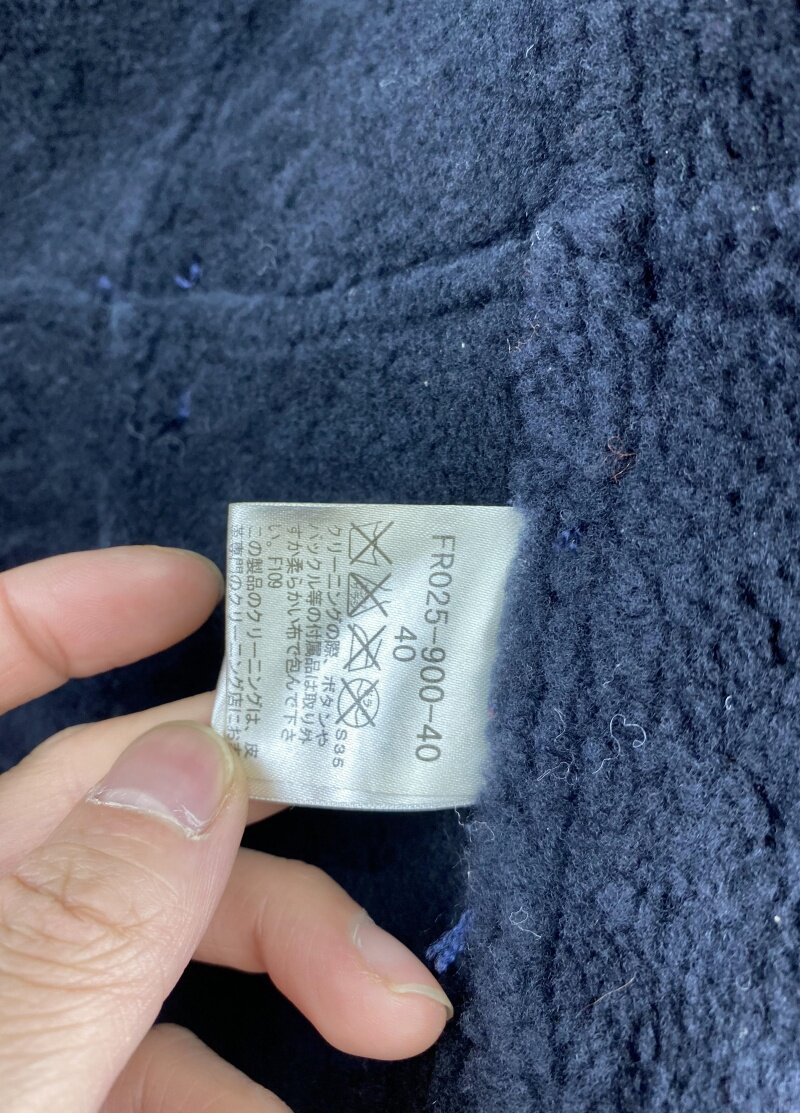 FR025-900-40
40
S35
クリーニングの際、ボタンや
バックル等の付属品は取り外
すか柔らかい布で包んで下さ
い。F109
この製品のクリーニングは、皮
革専門のクリーニング店にお